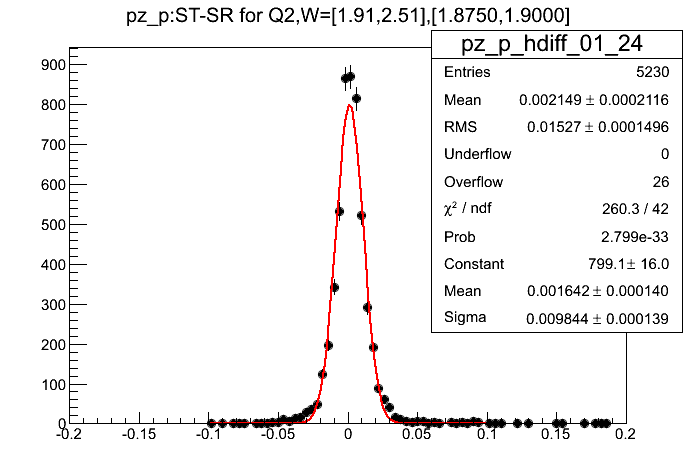 pz_p:ST-SR for Q2,W=[1.91,2.51],[1.8750,1.9000]
pz_p_hdiff_01_24
Entries 5230
Mean 0.002149 ± 0.0002116
RMS 0.01527 ± 0.0001496
Underflow 0
Overflow 26
χ² / ndf 260.3 / 42
Prob 2.799e-33
Constant 799.1 ± 16.0
Mean 0.001642 ± 0.000140
Sigma 0.009844 ± 0.000139
900
800
700
600
500
400
300
200
100
0
-0.2 -0.15 -0.1 -0.05 0 0.05 0.1 0.15 0.2